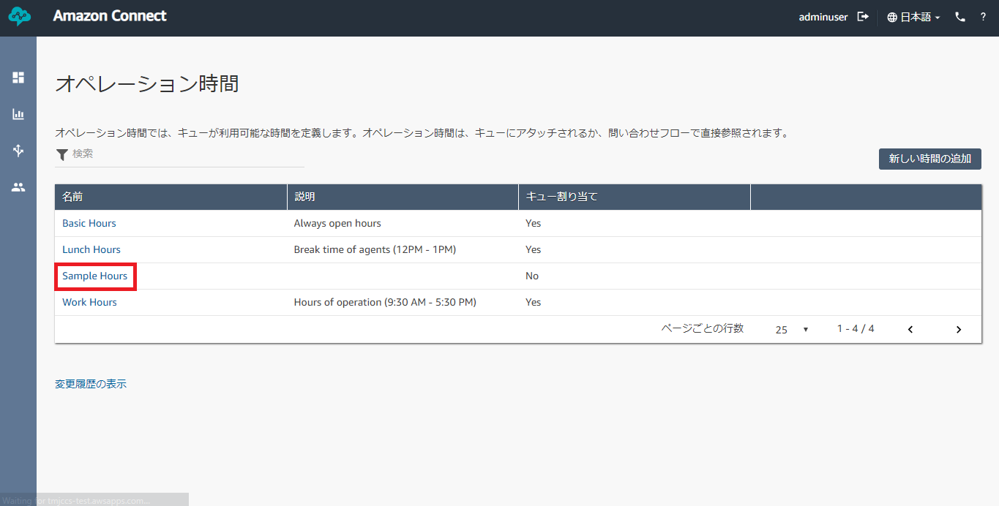 Amazon Connect
adminuser
日本語
?
オペレーション時間
オペレーション時間では、キューが利用可能な時間を定義します。オペレーション時間は、キューにアタッチされるか、問い合わせフローで直接参照されます。
検索
新しい時間の追加
名前 説明 キュー割り当て
Basic Hours Always open hours Yes
Lunch Hours Break time of agents (12PM - 1PM) Yes
Sample Hours No
Work Hours Hours of operation (9:30 AM - 5:30 PM) Yes
ページごとの行数 25 1 - 4 / 4
変更履歴の表示
Waiting for tmjccs-test.awsapps.com...